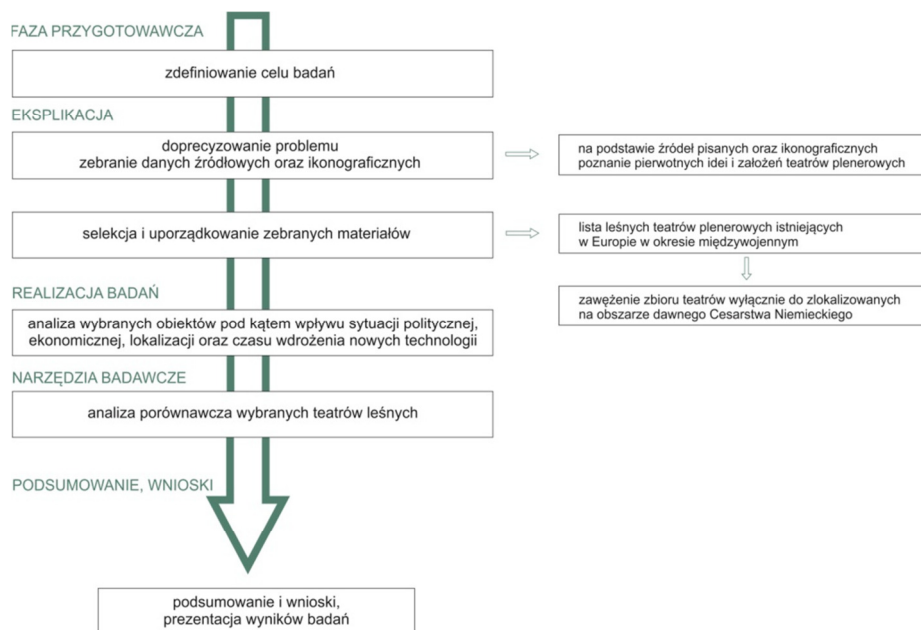 FAZA PRZYGOTOWAWCZA
zdefiniowanie celu badań
EKSPLIKACJA
doprecyzowanie problemu
zebranie danych źródłowych oraz ikonograficznych
na podstawie źródeł pisanych oraz ikonograficznych
poznanie pierwotnych idei i założeń teatrów plenerowych
selekcja i uporządkowanie zebranych materiałów
lista leśnych teatrów plenerowych istniejących
w Europie w okresie międzywojennym
zawężenie zbioru teatrów wyłącznie do zlokalizowanych
na obszarze dawnego Cesarstwa Niemieckiego
REALIZACJA BADAŃ
analiza wybranych obiektów pod kątem wpływu sytuacji politycznej,
ekonomicznej, lokalizacji oraz czasu wdrożenia nowych technologii
NARZĘDZIA BADAWCZE
analiza porównawcza wybranych teatrów leśnych
PODSUMOWANIE, WNIOSKI
podsumowanie i wnioski,
prezentacja wyników badań